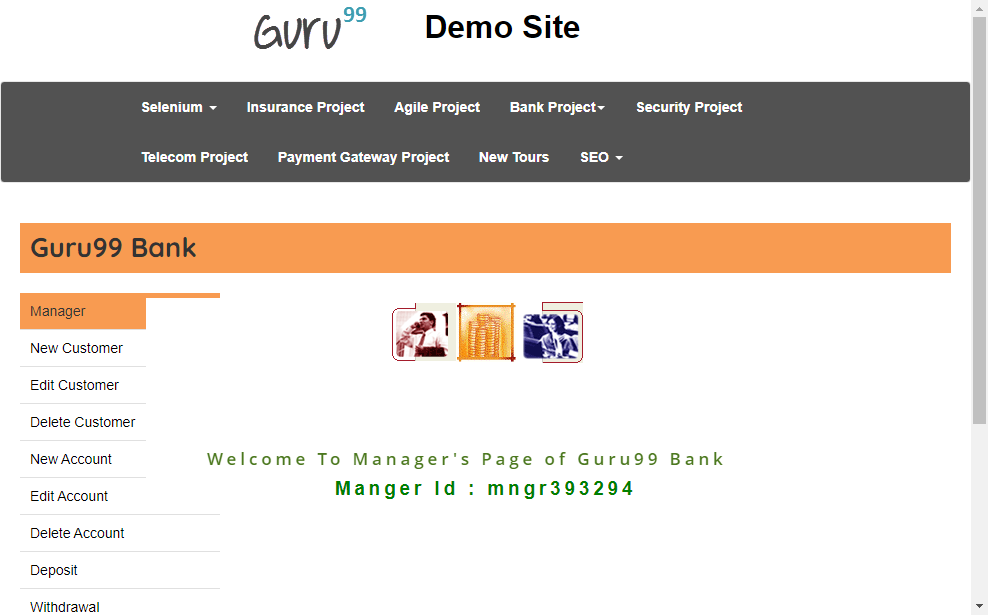 Guru99 Demo Site
Selenium Insurance Project Agile Project Bank Project Security Project
Telecom Project Payment Gateway Project New Tours SEO
Guru99 Bank
Manager
New Customer
Edit Customer
Delete Customer
New Account
Edit Account
Delete Account
Deposit
Withdrawal
Welcome To Manager's Page of Guru99 Bank
Manger Id : mngr393294